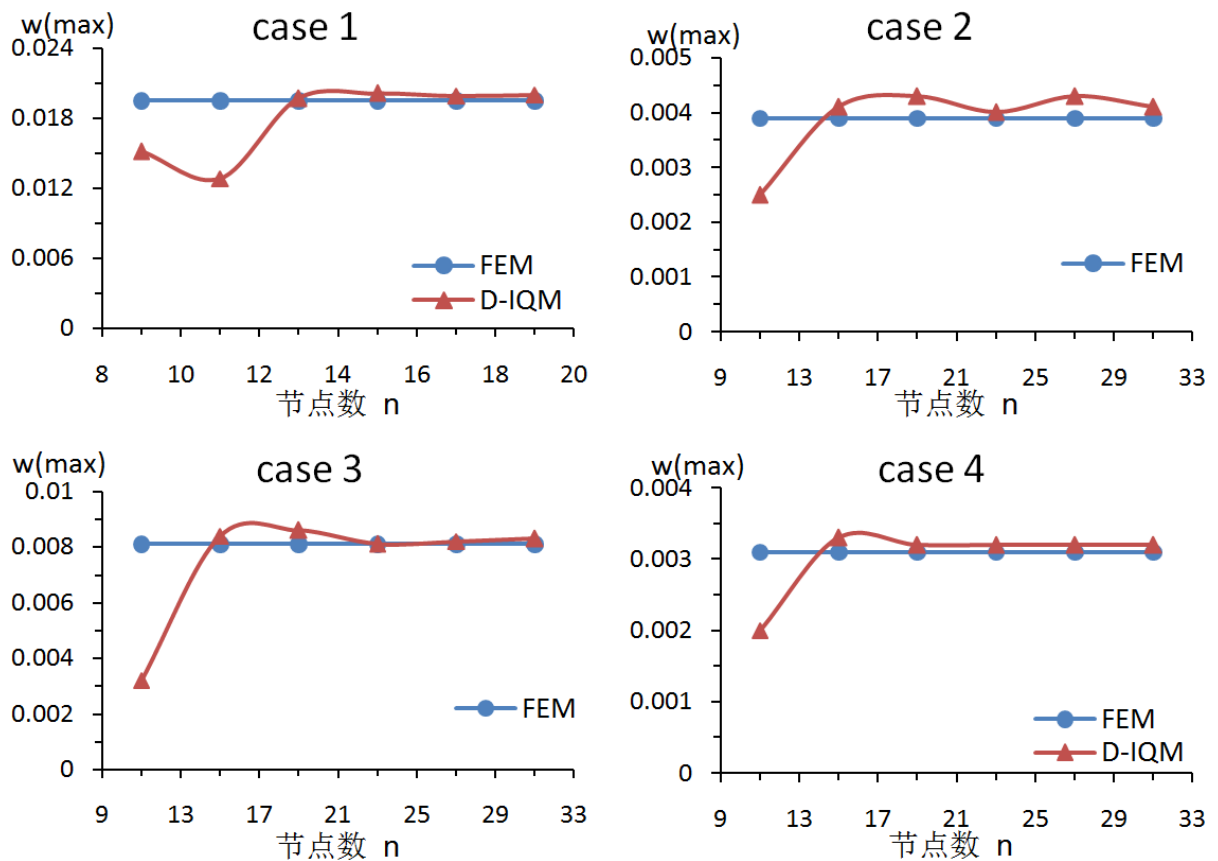 case 1
w(max)
0.024
0.018
0.012
0.006
0
FEM
D-IQM
8 10 12 14 16 18 20
节点数 n
case 2
w(max)
0.005
0.004
0.003
0.002
0.001
0
FEM
9 13 17 21 25 29 33
节点数 n
case 3
w(max)
0.01
0.008
0.006
0.004
0.002
0
FEM
9 13 17 21 25 29 33
节点数 n
case 4
w(max)
0.004
0.003
0.002
0.001
0
FEM
D-IQM
9 13 17 21 25 29 33
节点数 n